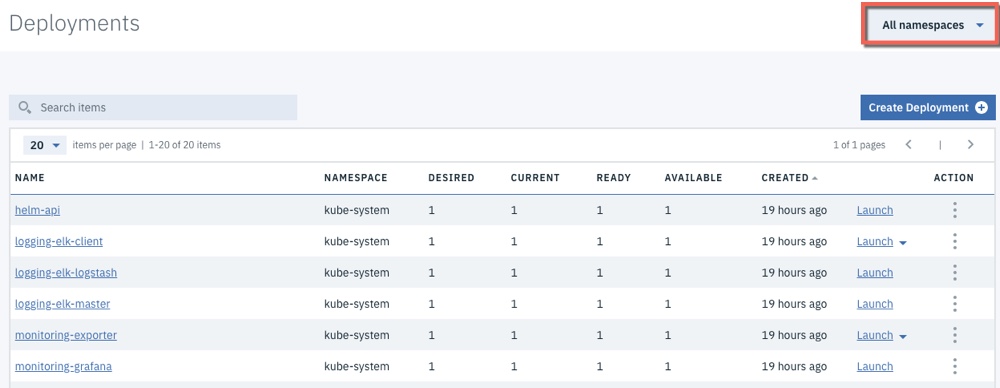 Deployments All namespaces
Search items Create Deployment
20 items per page | 1-20 of 20 items 1 of 1 pages |
NAME NAMESPACE DESIRED CURRENT READY AVAILABLE CREATED ACTION
helm-api kube-system 1 1 1 1 19 hours ago Launch
logging-elk-client kube-system 1 1 1 1 19 hours ago Launch
logging-elk-logstash kube-system 1 1 1 1 19 hours ago Launch
logging-elk-master kube-system 1 1 1 1 19 hours ago Launch
monitoring-exporter kube-system 1 1 1 1 19 hours ago Launch
monitoring-grafana kube-system 1 1 1 1 19 hours ago Launch